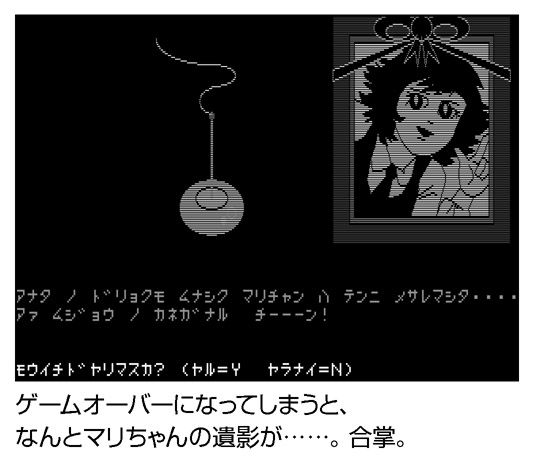 アナタ ノ ドリョクモ ムナシク マリチャン ハ テンニ メサレマシタ・・・・
アァ ムジョウ ノ カネガナル チーーーン!
モウイチドヤリマスカ? (ヤル=Y ヤラナイ=N)
ゲームオーバーになってしまうと、
なんとマリちゃんの遺影が……。合掌。